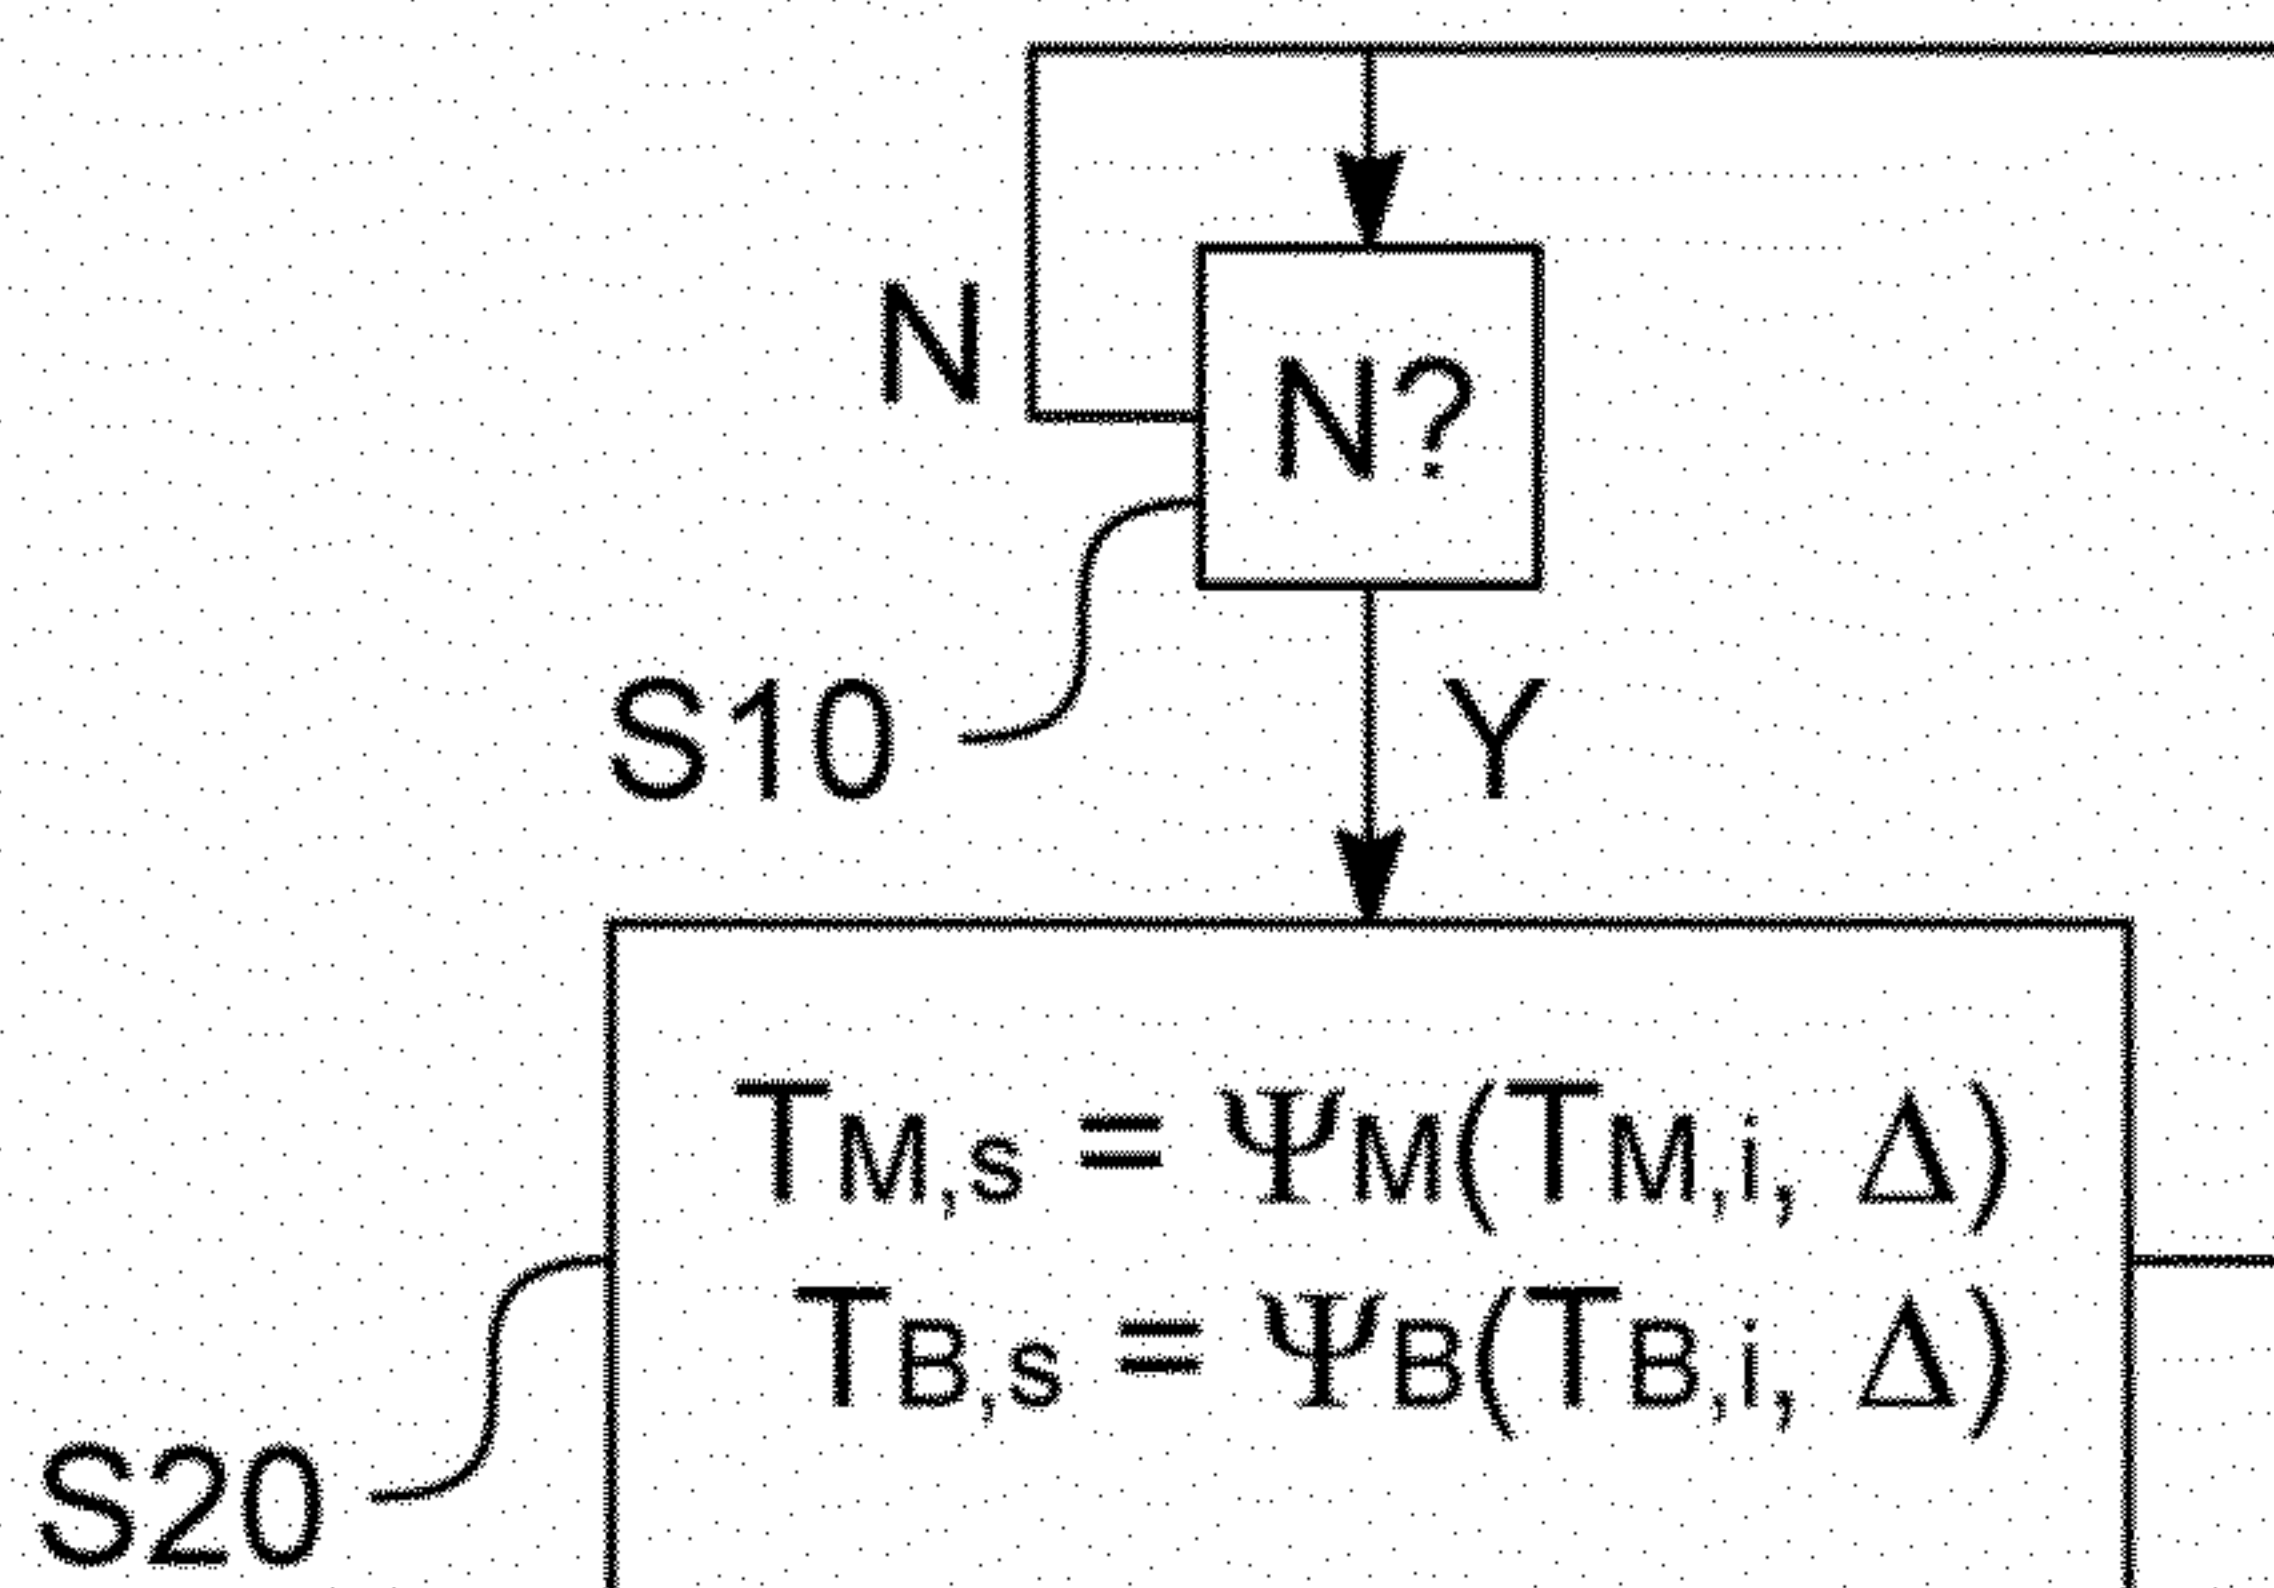 N
N?
S10
Y
TM,s = ΨM(TM,i, Δ)
TB,s = ΨB(TB,i, Δ)
S20